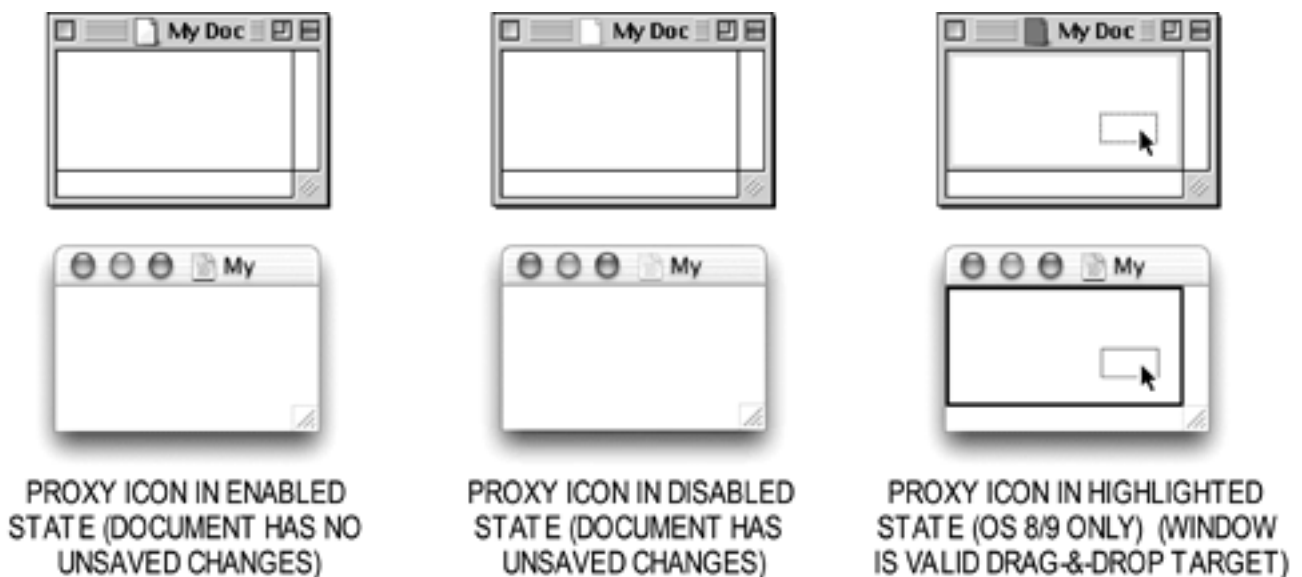 My Doc
My Doc
My Doc
My
My
My
PROXY ICON IN ENABLED
STATE (DOCUMENT HAS NO
UNSAVED CHANGES)
PROXY ICON IN DISABLED
STATE (DOCUMENT HAS
UNSAVED CHANGES)
PROXY ICON IN HIGHLIGHTED
STATE (OS 8/9 ONLY) (WINDOW
IS VALID DRAG-&-DROP TARGET)